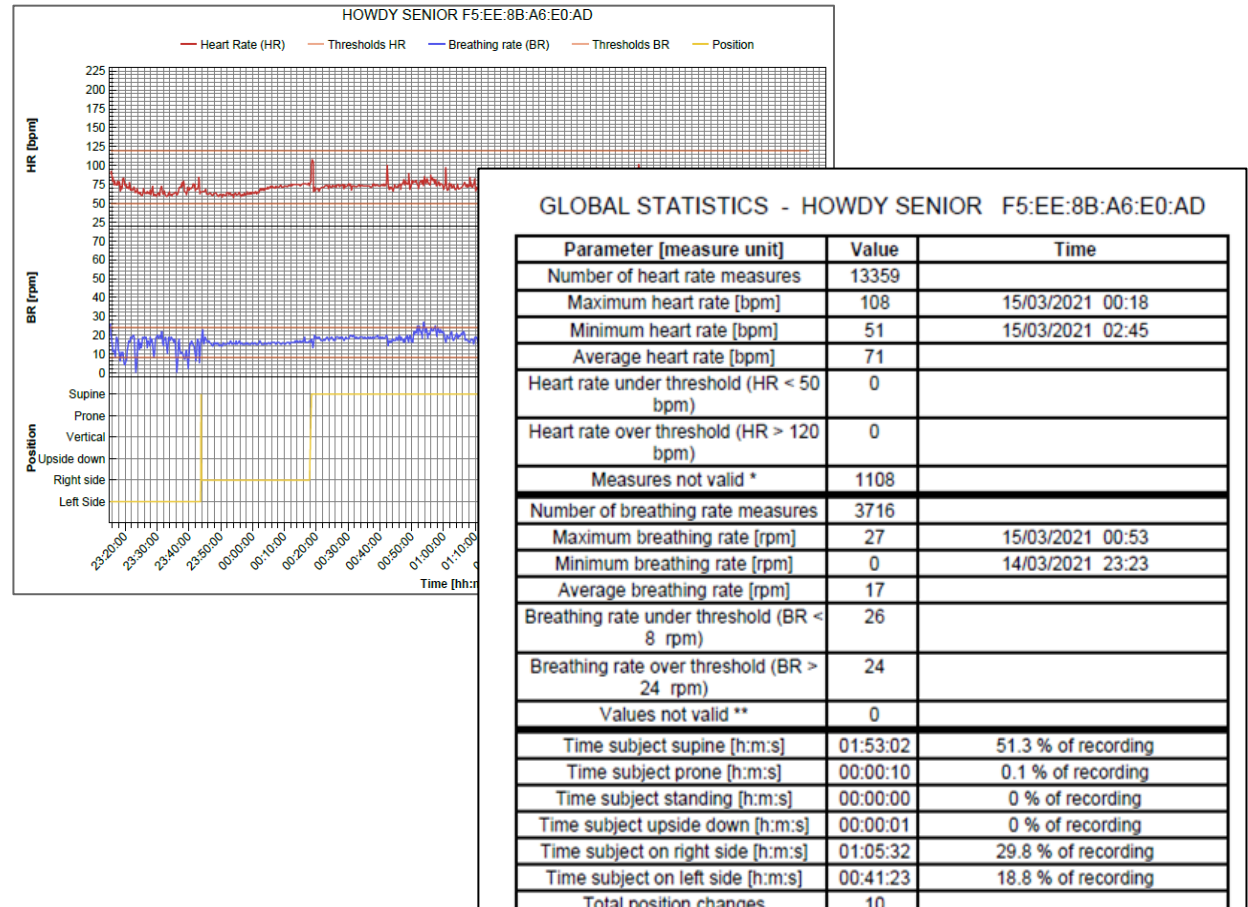 HOWDY SENIOR F5:EE:8B:A6:E0:AD
Heart Rate (HR) Thresholds HR Breathing rate (BR) Thresholds BR Position
HR [bpm]
225
200
175
150
125
100
75
50
25
BR [rpm]
70
60
50
40
30
20
10
0
Position
Supine
Prone
Vertical
Upside down
Right side
Left Side
23:20:00 23:30:00 23:40:00 23:50:00 00:00:00 00:10:00 00:20:00 00:30:00 00:40:00 00:50:00 01:00:00 01:10:00
Time [hh:
GLOBAL STATISTICS - HOWDY SENIOR F5:EE:8B:A6:E0:AD
Parameter [measure unit] Value Time
Number of heart rate measures 13359
Maximum heart rate [bpm] 108 15/03/2021 00:18
Minimum heart rate [bpm] 51 15/03/2021 02:45
Average heart rate [bpm] 71
Heart rate under threshold (HR < 50 0
bpm)
Heart rate over threshold (HR > 120 0
bpm)
Measures not valid * 1108
Number of breathing rate measures 3716
Maximum breathing rate [rpm] 27 15/03/2021 00:53
Minimum breathing rate [rpm] 0 14/03/2021 23:23
Average breathing rate [rpm] 17
Breathing rate under threshold (BR < 26
8 rpm)
Breathing rate over threshold (BR > 24
24 rpm)
Values not valid ** 0
Time subject supine [h:m:s] 01:53:02 51.3 % of recording
Time subject prone [h:m:s] 00:00:10 0.1 % of recording
Time subject standing [h:m:s] 00:00:00 0 % of recording
Time subject upside down [h:m:s] 00:00:01 0 % of recording
Time subject on right side [h:m:s] 01:05:32 29.8 % of recording
Time subject on left side [h:m:s] 00:41:23 18.8 % of recording
Total position changes 10